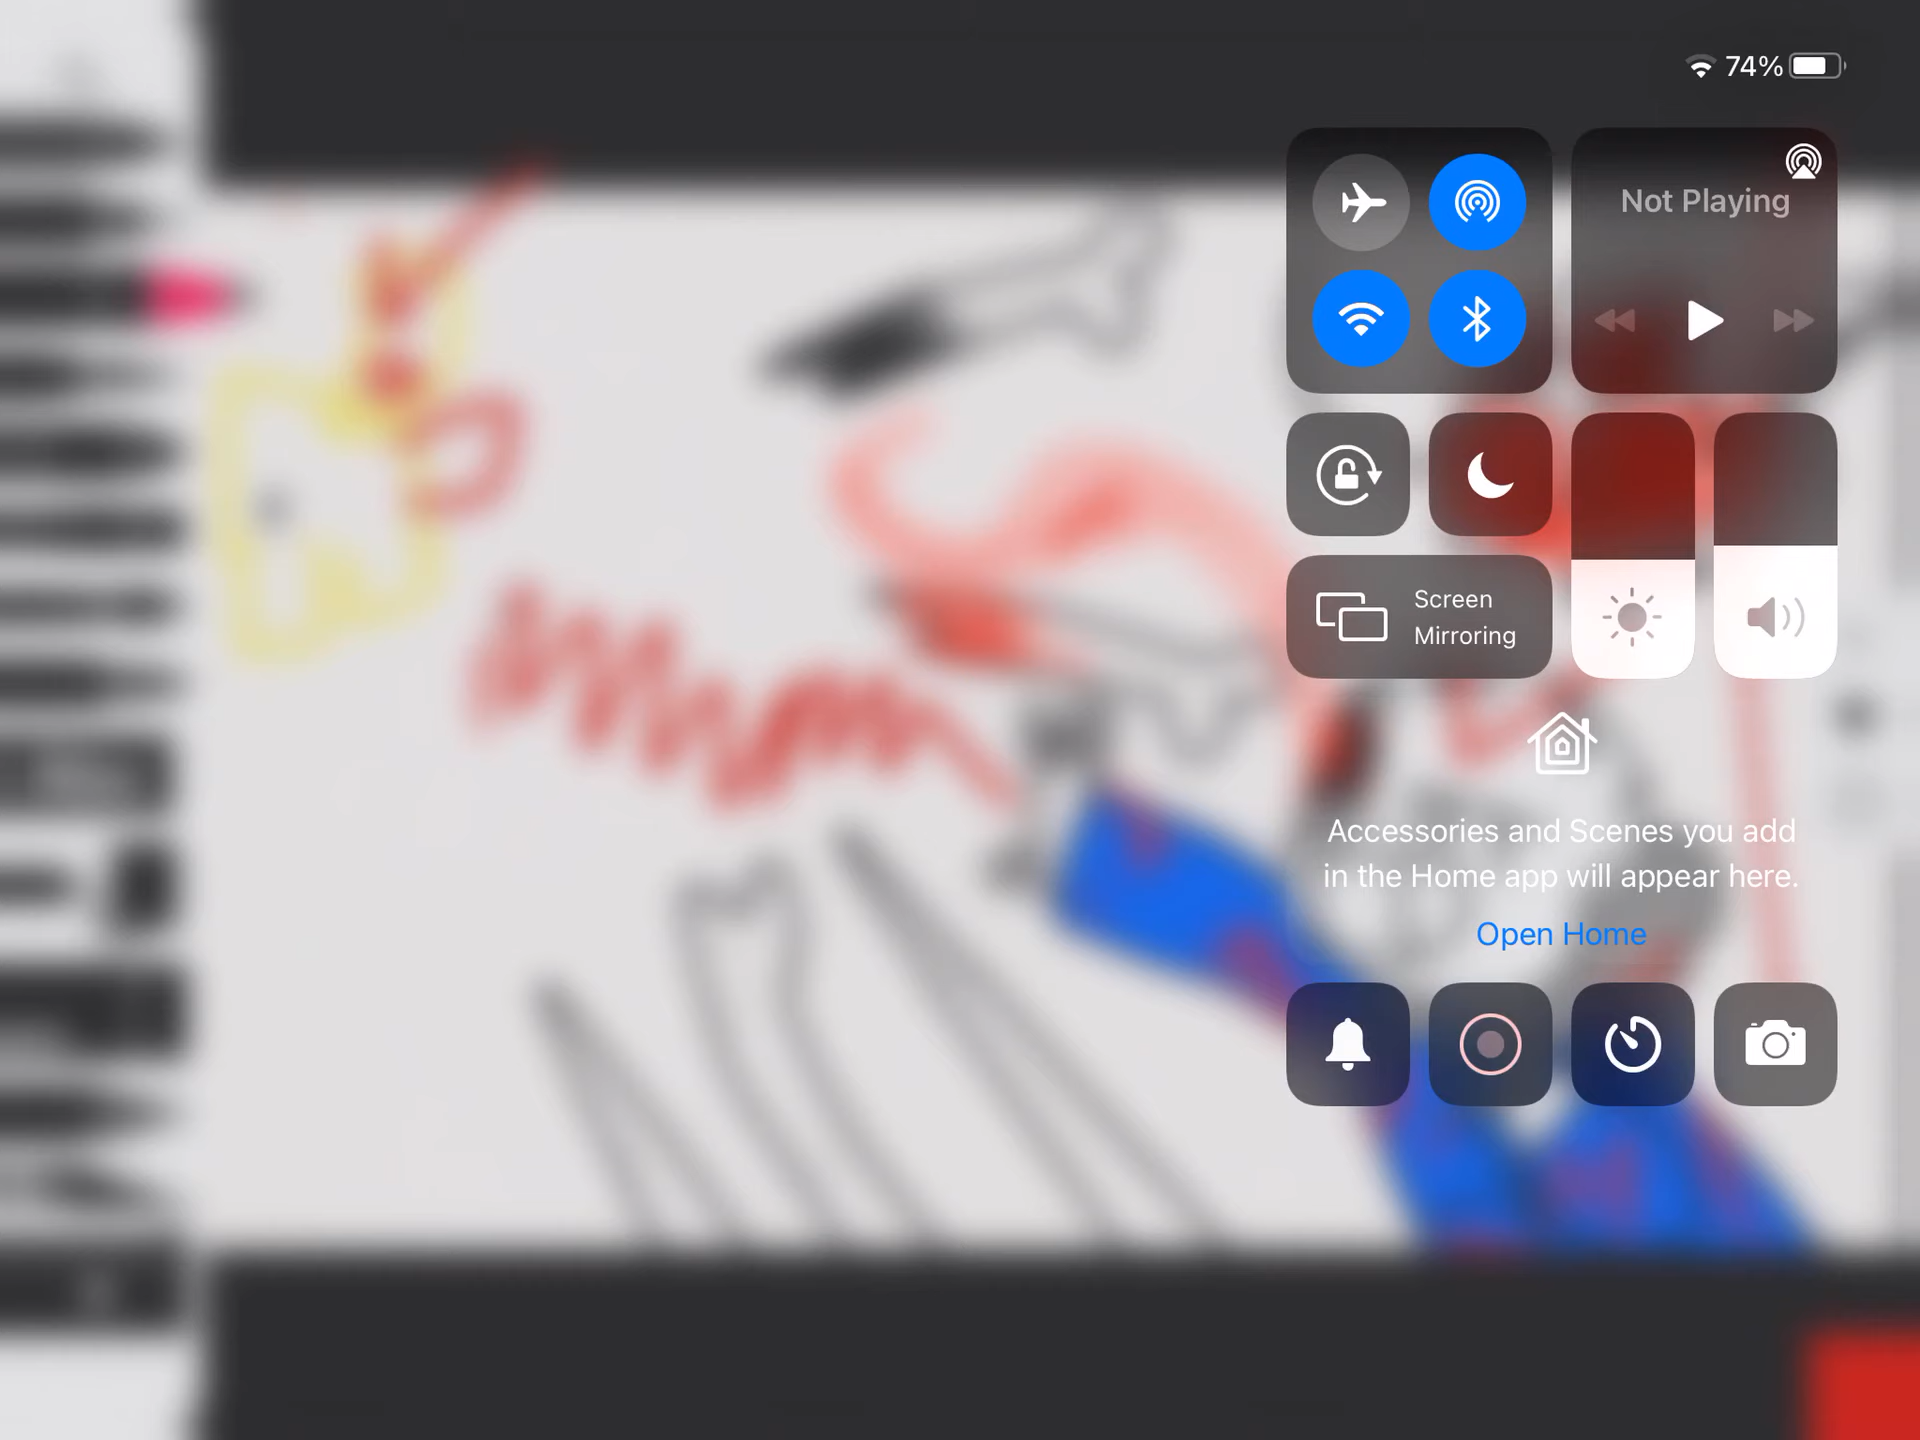 74%
Not Playing
Screen
Mirroring
Accessories and Scenes you add
in the Home app will appear here.
Open Home